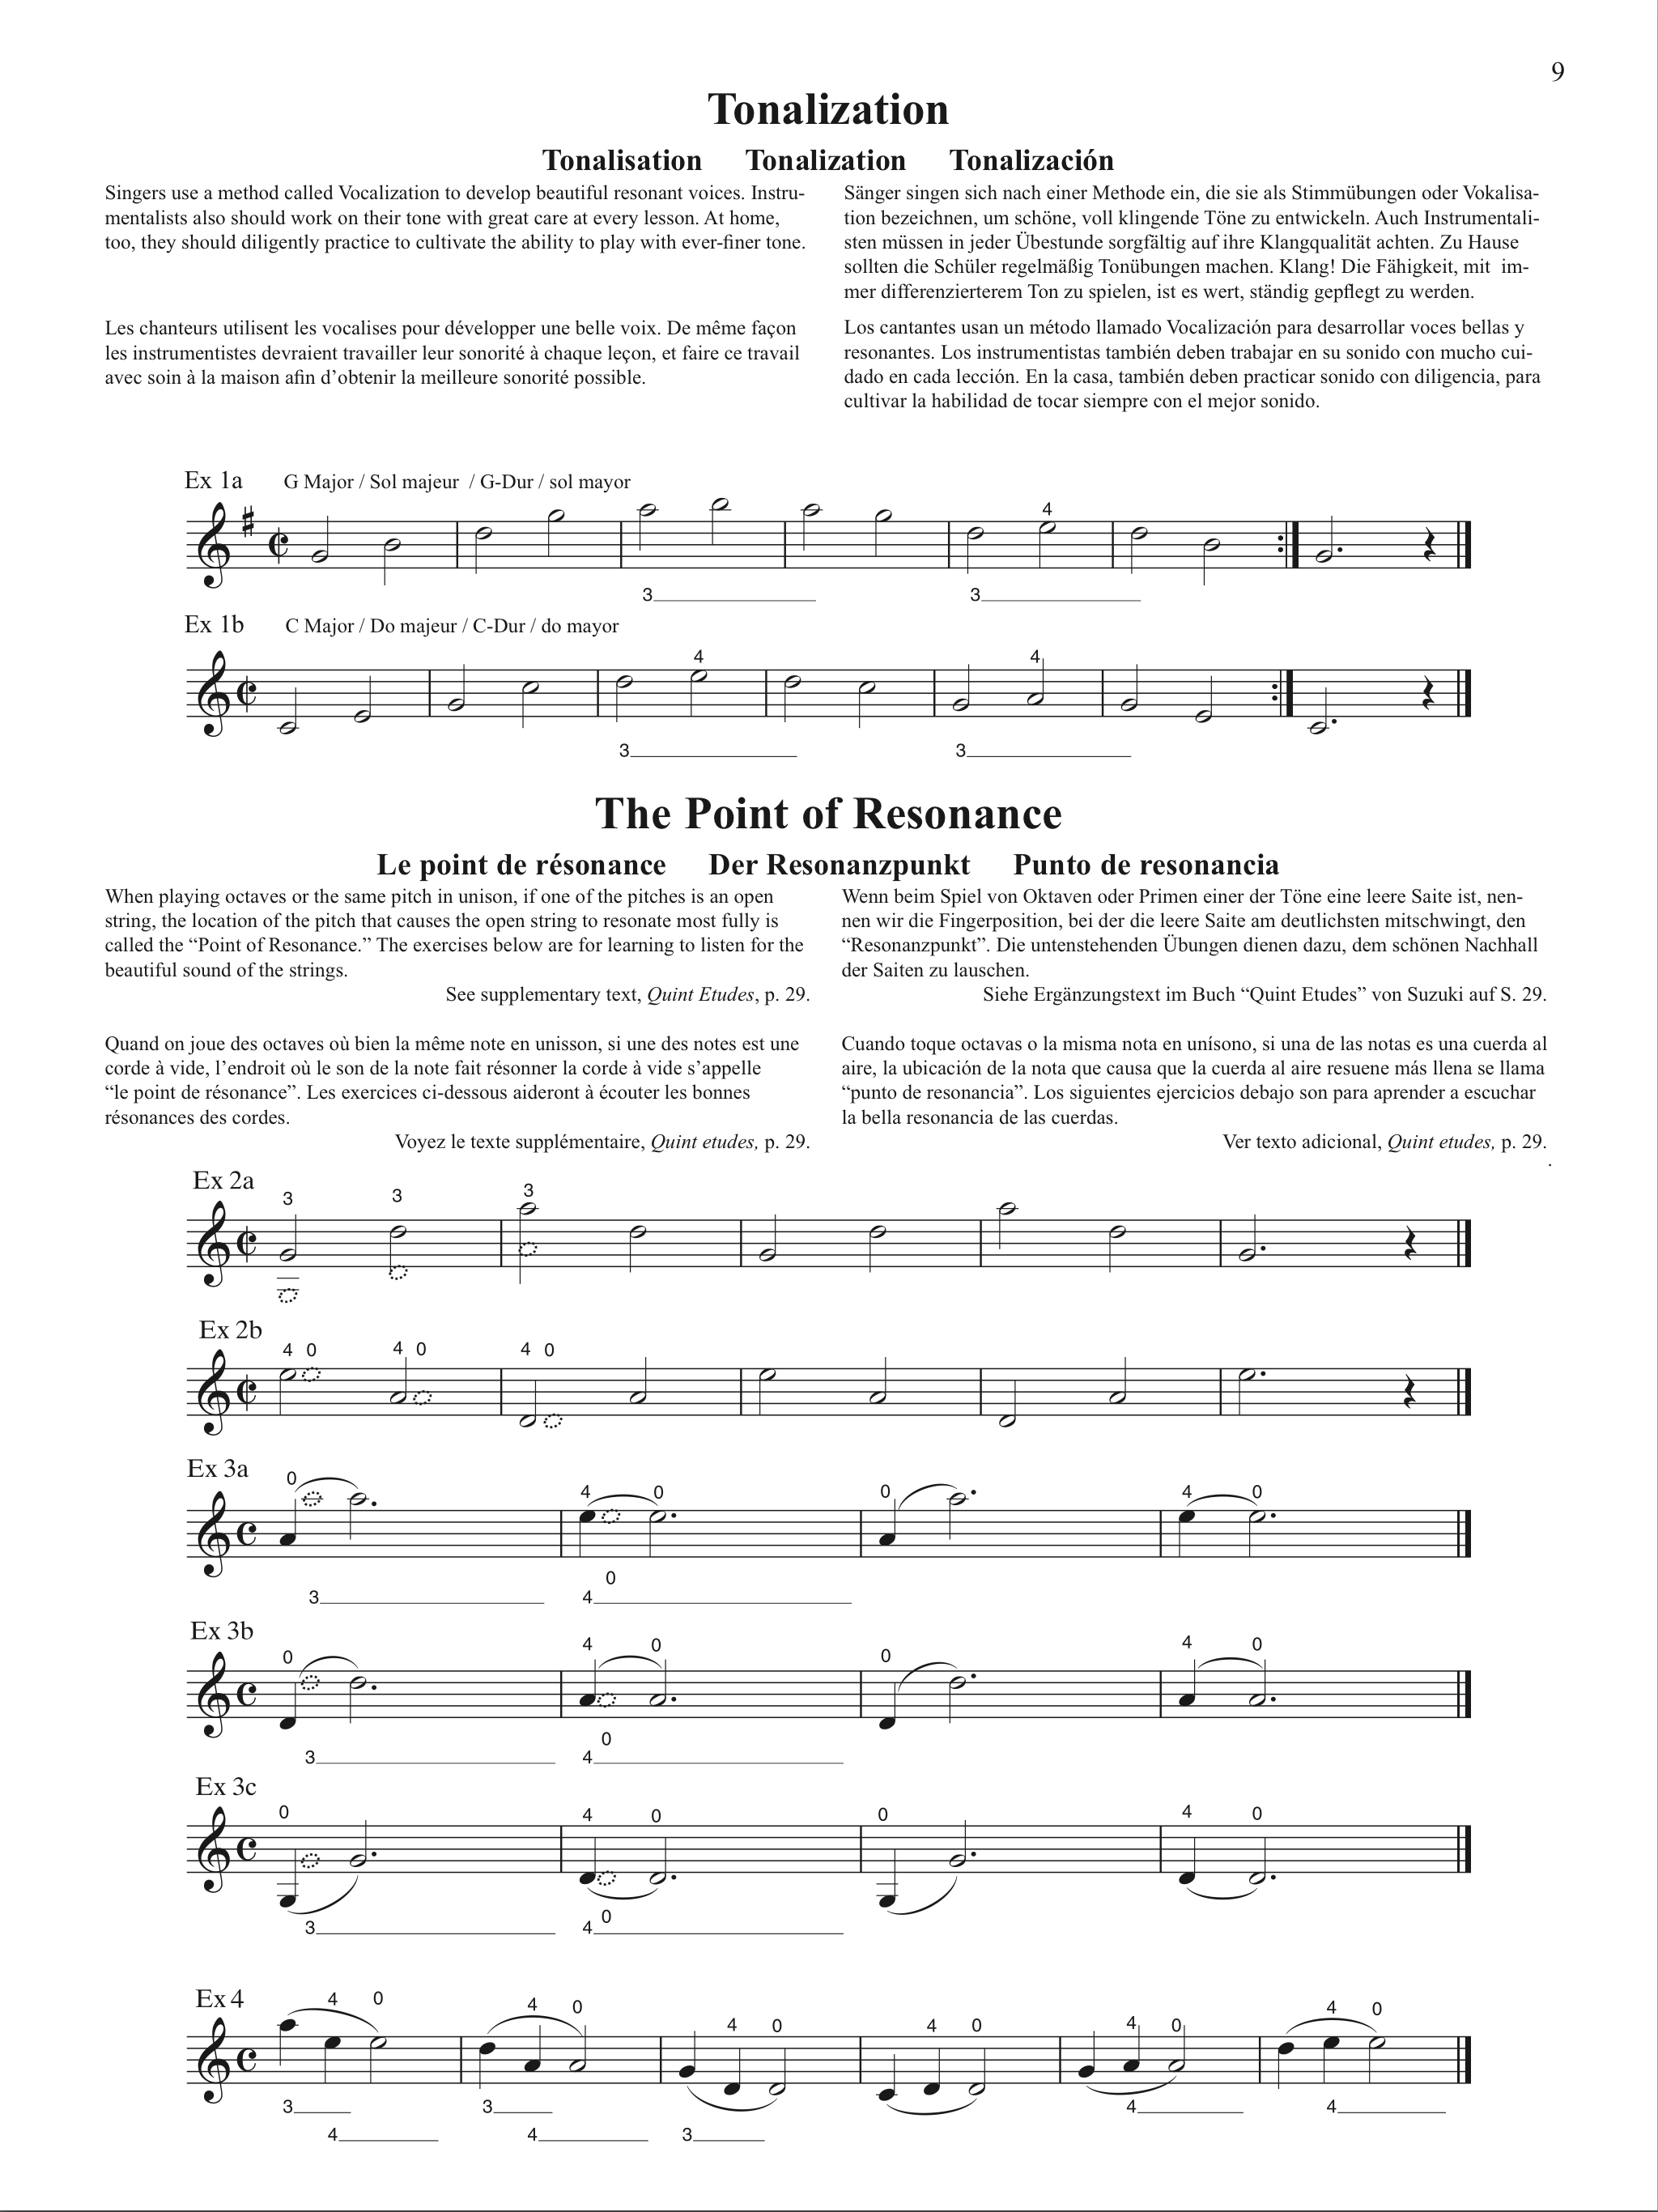 9
Tonalization
Tonalisation Tonalization Tonalización
Singers use a method called Vocalization to develop beautiful resonant voices. Instru-
mentalists also should work on their tone with great care at every lesson. At home,
too, they should diligently practice to cultivate the ability to play with ever-finer tone.
Sänger singen sich nach einer Methode ein, die sie als Stimmübungen oder Vokalisa-
tion bezeichnen, um schöne, voll klingende Töne zu entwickeln. Auch Instrumentali-
sten müssen in jeder Übestunde sorgfältig auf ihre Klangqualität achten. Zu Hause
sollten die Schüler regelmäßig Tonübungen machen. Klang! Die Fähigkeit, mit im-
mer differenzierterem Ton zu spielen, ist es wert, ständig gepflegt zu werden.
Les chanteurs utilisent les vocalises pour développer une belle voix. De même façon
les instrumentistes devraient travailler leur sonorité à chaque leçon, et faire ce travail
avec soin à la maison afin d'obtenir la meilleure sonorité possible.
Los cantantes usan un método llamado Vocalización para desarrollar voces bellas y
resonantes. Los instrumentistas también deben trabajar en su sonido con mucho cui-
dado en cada lección. En la casa, también deben practicar sonido con diligencia, para
cultivar la habilidad de tocar siempre con el mejor sonido.
Ex 1a G Major / Sol majeur / G-Dur / sol mayor
4
3 3
Ex 1b C Major / Do majeur / C-Dur / do mayor
4 4
3 3
The Point of Resonance
Le point de résonance Der Resonanzpunkt Punto de resonancia
When playing octaves or the same pitch in unison, if one of the pitches is an open
string, the location of the pitch that causes the open string to resonate most fully is
called the “Point of Resonance.” The exercises below are for learning to listen for the
beautiful sound of the strings.
See supplementary text, Quint Etudes, p. 29.
Wenn beim Spiel von Oktaven oder Primen einer der Töne eine leere Saite ist, nen-
nen wir die Fingerposition, bei der die leere Saite am deutlichsten mitschwingt, den
“Resonanzpunkt”. Die untenstehenden Übungen dienen dazu, dem schönen Nachhall
der Saiten zu lauschen.
Siehe Ergänzungstext im Buch “Quint Etudes” von Suzuki auf S. 29.
Quand on joue des octaves où bien la même note en unisson, si une des notes est une
corde à vide, l’endroit où le son de la note fait résonner la corde à vide s’appelle
“le point de résonance”. Les exercices ci-dessous aideront à écouter les bonnes
résonances des cordes.
Voyez le texte supplémentaire, Quint etudes, p. 29.
Cuando toque octavas o la misma nota en unísono, si una de las notas es una cuerda al
aire, la ubicación de la nota que causa que la cuerda al aire resuene más llena se llama
“punto de resonancia”. Los siguientes ejercicios debajo son para aprender a escuchar
la bella resonancia de las cuerdas.
Ver texto adicional, Quint etudes, p. 29.
.
Ex 2a
3 3 3
Ex 2b
4 0 4 0 4 0
Ex 3a
0 4 0 0 4 0
0
3 4
Ex 3b
0 4 0 0 4 0
0
3 4
Ex 3c
0 4 0 0 4 0
0
3 4
Ex 4
4 0 4 0 4 0 4 0 4 0 4 0
3 3 4 4
4 4 3